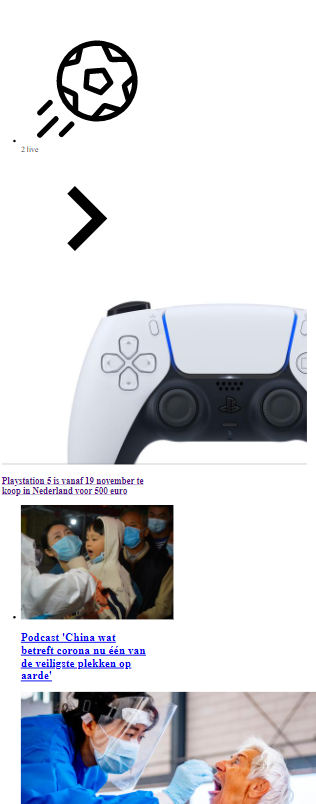 2 live
Playstation 5 is vanaf 19 november te
koop in Nederland voor 500 euro
Podcast 'China wat
betreft corona nu één van
de veiligste plekken op
aarde'